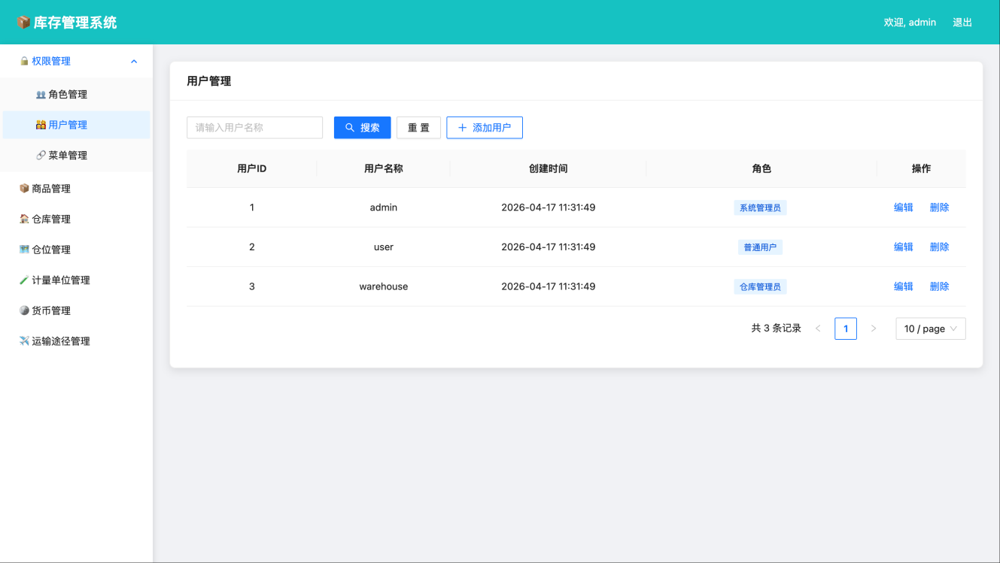 库存管理系统
欢迎, admin 退出
权限管理
角色管理
用户管理
菜单管理
商品管理
仓库管理
仓位管理
计量单位管理
货币管理
运输途径管理
用户管理
请输入用户名称 搜索 重 置 添加用户
用户ID 用户名称 创建时间 角色 操作
1 admin 2026-04-17 11:31:49 系统管理员 编辑 删除
2 user 2026-04-17 11:31:49 普通用户 编辑 删除
3 warehouse 2026-04-17 11:31:49 仓库管理员 编辑 删除
共 3 条记录 1 10 / page